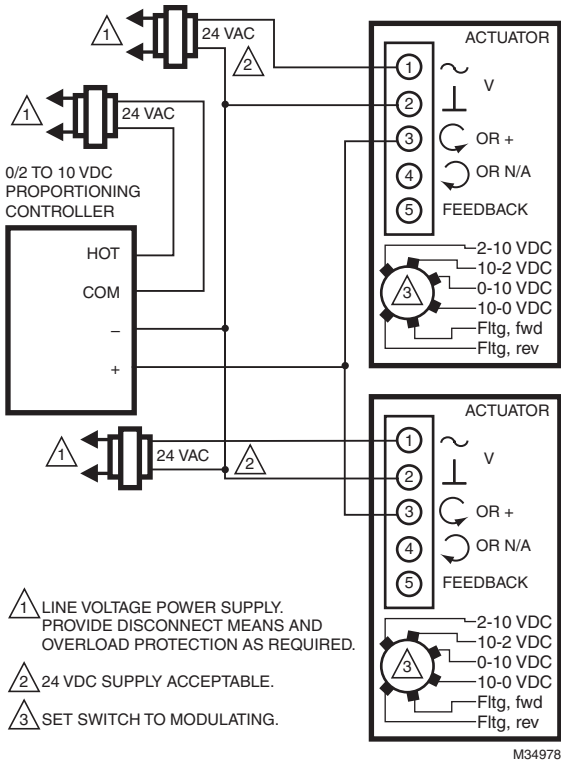 1
24 VAC
2
1
24 VAC
0/2 TO 10 VDC
PROPORTIONING
CONTROLLER
HOT
COM
–
+
ACTUATOR
1
2
V
3 OR +
4 OR N/A
5 FEEDBACK
3
2-10 VDC
10-2 VDC
0-10 VDC
10-0 VDC
Fltg, fwd
Fltg, rev
1
24 VAC
2
ACTUATOR
1
2
V
3 OR +
4 OR N/A
5 FEEDBACK
3
2-10 VDC
10-2 VDC
0-10 VDC
10-0 VDC
Fltg, fwd
Fltg, rev
1 LINE VOLTAGE POWER SUPPLY.
PROVIDE DISCONNECT MEANS AND
OVERLOAD PROTECTION AS REQUIRED.
2 24 VDC SUPPLY ACCEPTABLE.
3 SET SWITCH TO MODULATING.
M34978